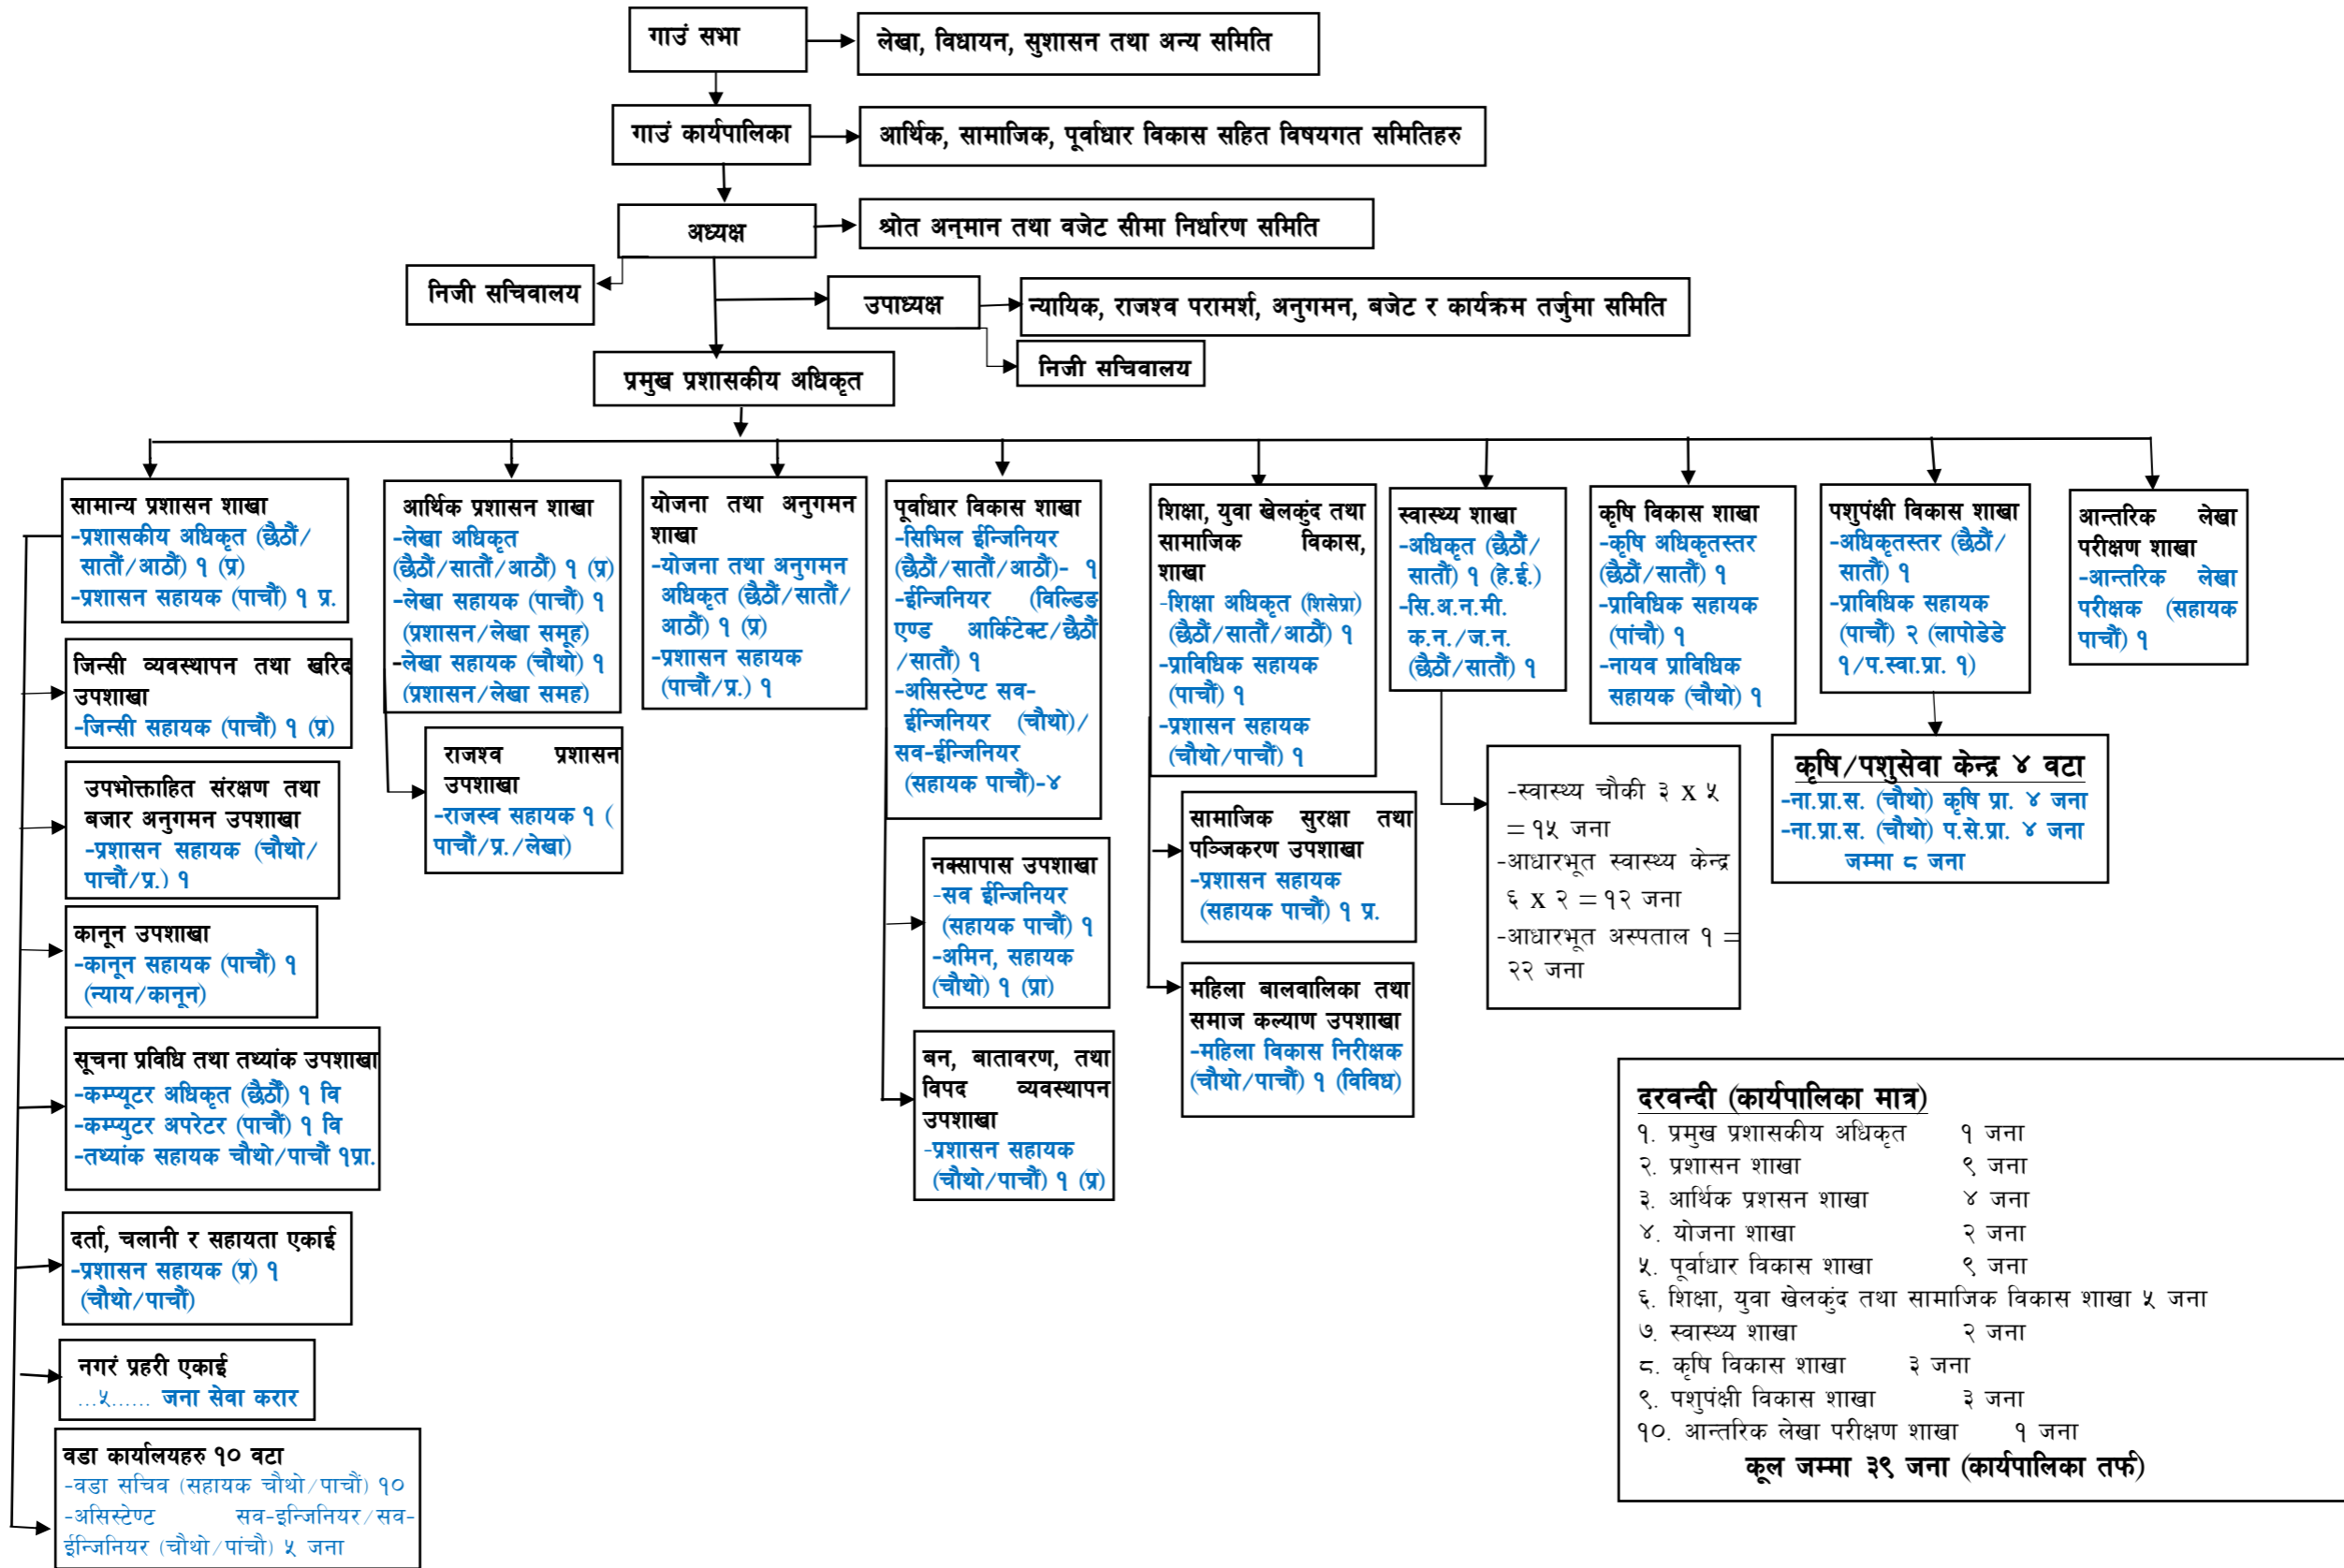 गाउं सभा
लेखा, विधायन, सुशासन तथा अन्य समिति
गाउं कार्यपालिका
आर्थिक, सामाजिक, पूर्वाधार विकास सहित विषयगत समितिहरु
अध्यक्ष
श्रोत अनुमान तथा वजेट सीमा निर्धारण समिति
निजी सचिवालय
उपाध्यक्ष
न्यायिक, राजश्व परामर्श, अनुगमन, बजेट र कार्यक्रम तर्जुमा समिति
निजी सचिवालय
प्रमुख प्रशासकीय अधिकृत
सामान्य प्रशासन शाखा
-प्रशासकीय अधिकृत (छैठौं/
सातौं/आठौं) १ (प्र)
-प्रशासन सहायक (पाचौं) १ प्र.
जिन्सी व्यवस्थापन तथा खरिद
उपशाखा
-जिन्सी सहायक (पाचौं) १ (प्र)
उपभोक्ताहित संरक्षण तथा
बजार अनुगमन उपशाखा
-प्रशासन सहायक (चौथो/
पाचौं/प्र.) १
कानून उपशाखा
-कानून सहायक (पाचौं) १
(न्याय/कानून)
सूचना प्रविधि तथा तथ्यांक उपशाखा
-कम्प्यूटर अधिकृत (छैठौं) १ वि
-कम्प्युटर अपरेटर (पाचौं) १ वि
-तथ्यांक सहायक चौथो/पाचौं १प्रा.
दर्ता, चलानी र सहायता एकाई
-प्रशासन सहायक (प्र) १
(चौथो/पाचौं)
नगरं प्रहरी एकाई
...५...... जना सेवा करार
वडा कार्यालयहरु १० वटा
-वडा सचिव (सहायक चौथो/पाचौं) १०
-असिस्टेण्ट सव-इन्जिनियर/सव-
ईन्जिनियर (चौथो/पांचौ) ५ जना
आर्थिक प्रशासन शाखा
-लेखा अधिकृत
(छैठौं/सातौं/आठौं) १ (प्र)
-लेखा सहायक (पाचौं) १
(प्रशासन/लेखा समूह)
-लेखा सहायक (चौथो) १
(प्रशासन/लेखा समूह)
राजश्व प्रशासन
उपशाखा
-राजस्व सहायक १ (
पाचौं/प्र./लेखा)
योजना तथा अनुगमन
शाखा
-योजना तथा अनुगमन
अधिकृत (छैठौं/सातौं/
आठौं) १ (प्र)
-प्रशासन सहायक
(पाचौं/प्र.) १
पूर्वाधार विकास शाखा
-सिभिल ईन्जिनियर
(छैठौं/सातौं/आठौं)- १
-ईन्जिनियर (विल्डिङ
एण्ड आर्किटेक्ट/छैठौं
/सातौं) १
-असिस्टेण्ट सव-
ईन्जिनियर (चौथो)/
सव-ईन्जिनियर
(सहायक पाचौं)-४
नक्सापास उपशाखा
-सव ईन्जिनियर
(सहायक पाचौं) १
-अमिन, सहायक
(चौथो) १ (प्रा)
बन, बातावरण, तथा
विपद व्यवस्थापन
उपशाखा
-प्रशासन सहायक
(चौथो/पाचौं) १ (प्र)
शिक्षा, युवा खेलकुंद तथा
सामाजिक विकास,
शाखा
-शिक्षा अधिकृत (शिसेप्रा)
(छैठौं/सातौं/आठौं) १
-प्राविधिक सहायक
(पाचौं) १
-प्रशासन सहायक
(चौथो/पाचौं) १
सामाजिक सुरक्षा तथा
पञ्जिकरण उपशाखा
-प्रशासन सहायक
(सहायक पाचौं) १ प्र.
महिला बालवालिका तथा
समाज कल्याण उपशाखा
-महिला विकास निरीक्षक
(चौथो/पाचौं) १ (विविध)
स्वास्थ्य शाखा
-अधिकृत (छैठौं/
सातौं) १ (हे.ई.)
-सि.अ.न.मी.
क.न./ज.न.
(छैठौं/सातौं) १
-स्वास्थ्य चौकी ३ x ५
= १५ जना
-आधारभूत स्वास्थ्य केन्द्र
६ x २ = १२ जना
-आधारभूत अस्पताल १ =
२२ जना
कृषि विकास शाखा
-कृषि अधिकृतस्तर
(छैठौं/सातौं) १
-प्राविधिक सहायक
(पांचौ) १
-नायव प्राविधिक
सहायक (चौथो) १
पशुपंक्षी विकास शाखा
-अधिकृतस्तर (छैठौं/
सातौं) १
-प्राविधिक सहायक
(पाचौं) २ (लापोडेडे
१/प.स्वा.प्रा. १)
कृषि/पशुसेवा केन्द्र ४ वटा
-ना.प्रा.स. (चौथो) कृषि प्रा. ४ जना
-ना.प्रा.स. (चौथो) प.से.प्रा. ४ जना
जम्मा ८ जना
आन्तरिक लेखा
परीक्षण शाखा
-आन्तरिक लेखा
परीक्षक (सहायक
पाचौं) १
दरवन्दी (कार्यपालिका मात्र)
१. प्रमुख प्रशासकीय अधिकृत १ जना
२. प्रशासन शाखा ९ जना
३. आर्थिक प्रशासन शाखा ४ जना
४. योजना शाखा २ जना
५. पूर्वाधार विकास शाखा ९ जना
६. शिक्षा, युवा खेलकुंद तथा सामाजिक विकास शाखा ५ जना
७. स्वास्थ्य शाखा २ जना
८. कृषि विकास शाखा ३ जना
९. पशुपंक्षी विकास शाखा ३ जना
१०. आन्तरिक लेखा परीक्षण शाखा १ जना
कूल जम्मा ३९ जना (कार्यपालिका तर्फ)